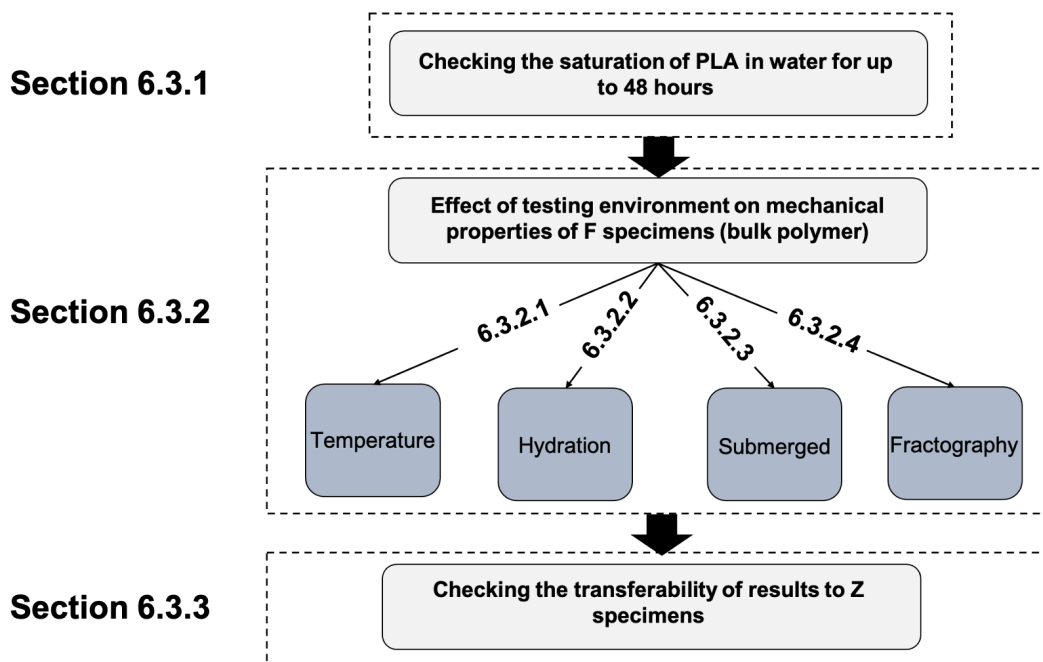 Section 6.3.1
Checking the saturation of PLA in water for up
to 48 hours
Section 6.3.2
Effect of testing environment on mechanical
properties of F specimens (bulk polymer)
6.3.2.1
6.3.2.2
6.3.2.3
6.3.2.4
Temperature
Hydration
Submerged
Fractography
Section 6.3.3
Checking the transferability of results to Z
specimens